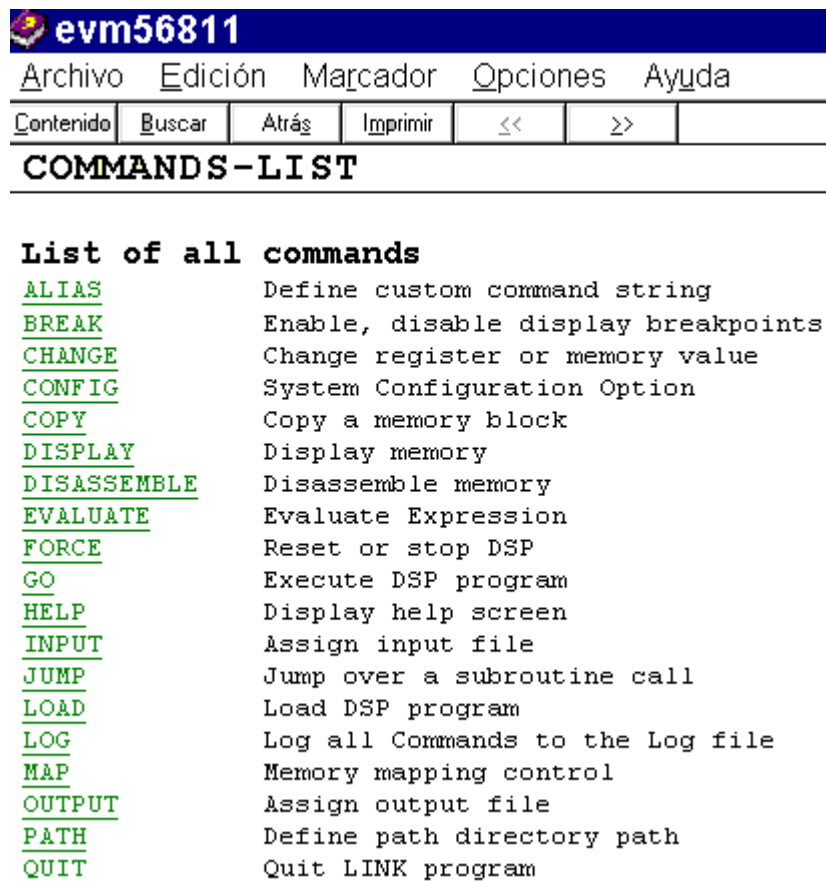 evm56811
Archivo Edición Marcador Opciones Ayuda
Contenido Buscar Atrás Imprimir << >>
COMMANDS-LIST
List of all commands
ALIAS Define custom command string
BREAK Enable, disable display breakpoints
CHANGE Change register or memory value
CONFIG System Configuration Option
COPY Copy a memory block
DISPLAY Display memory
DISASSEMBLE Disassemble memory
EVALUATE Evaluate Expression
FORCE Reset or stop DSP
GO Execute DSP program
HELP Display help screen
INPUT Assign input file
JUMP Jump over a subroutine call
LOAD Load DSP program
LOG Log all Commands to the Log file
MAP Memory mapping control
OUTPUT Assign output file
PATH Define path directory path
QUIT Quit LINK program